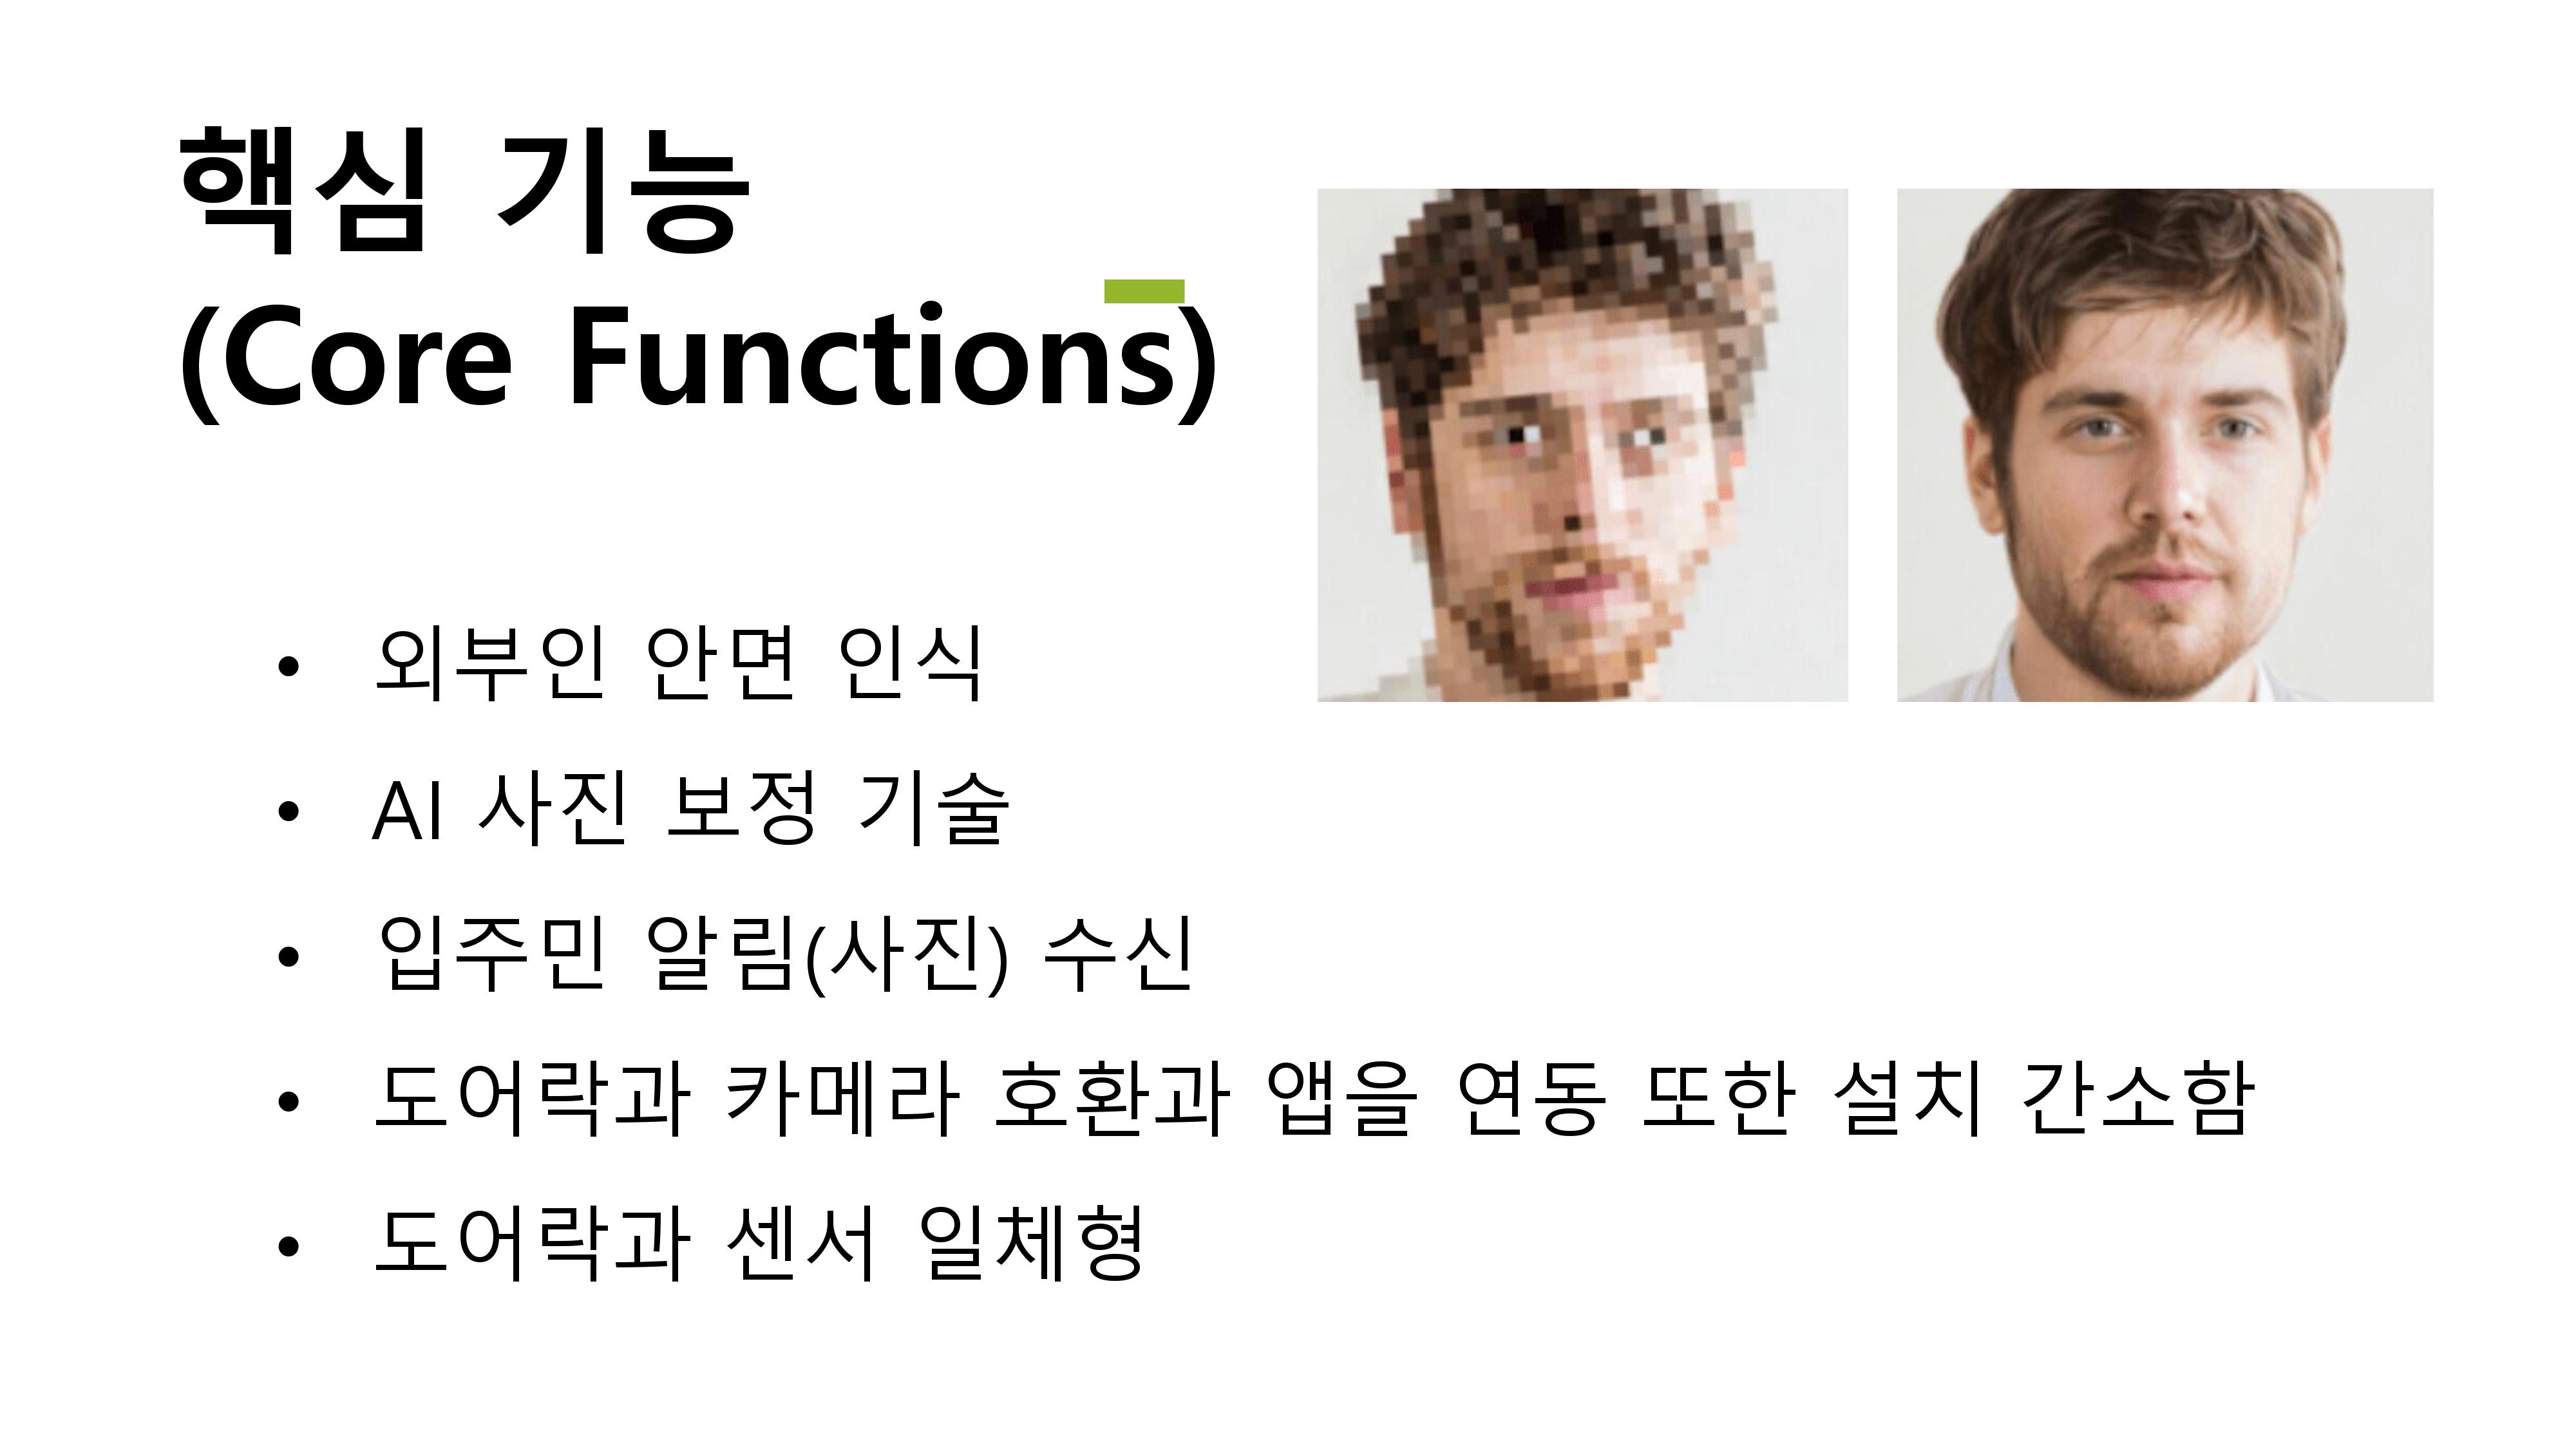 핵심 기능
(Core Functions)
• 외부인 안면 인식
• AI 사진 보정 기술
• 입주민 알림(사진) 수신
• 도어락과 카메라 호환과 앱을 연동 또한 설치 간소함
• 도어락과 센서 일체형